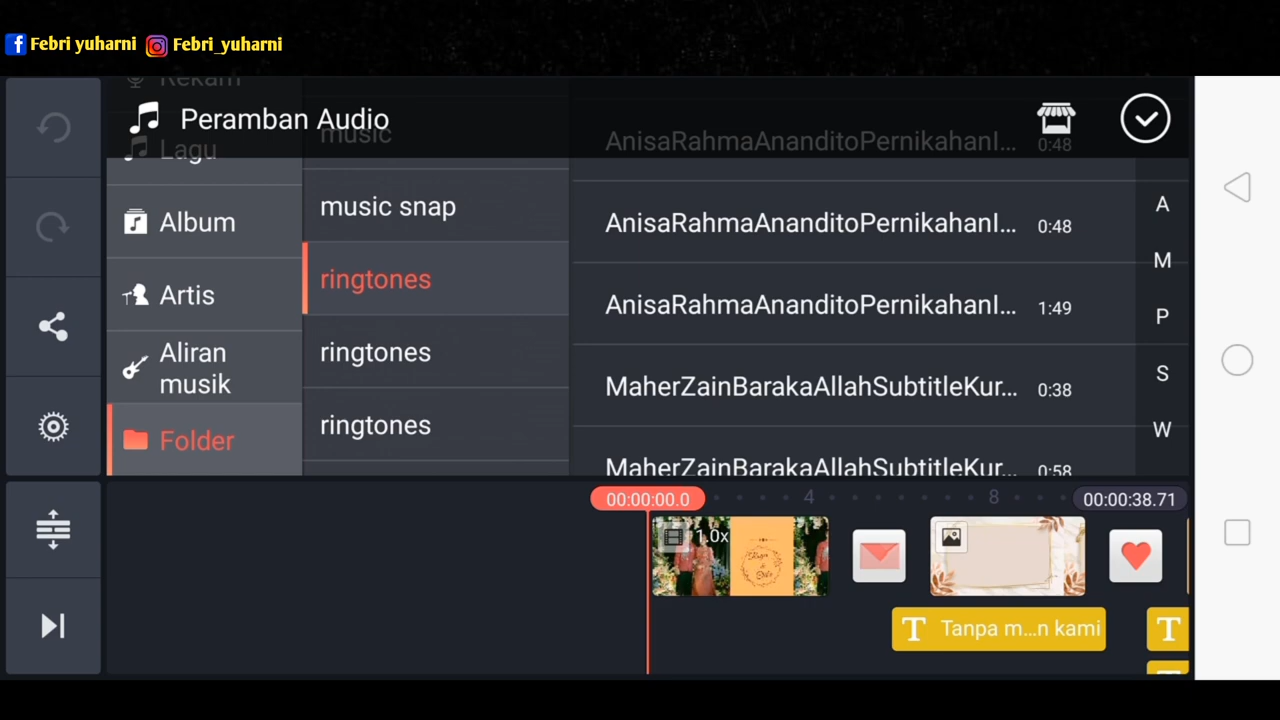 Febri yuharni Febri_yuharni
Rekam
Peramban Audio
music
Lagu
AnisaRahmaAnanditoPernikahanI... 0:48
Album
music snap
AnisaRahmaAnanditoPernikahanI... 0:48
A
M
P
S
W
Artis
ringtones
AnisaRahmaAnanditoPernikahanI... 1:49
Aliran
musik
ringtones
MaherZainBarakaAllahSubtitleKur... 0:38
Folder
ringtones
MaherZainBarakaAllahSubtitleKur... 0:58
00:00:00.0
4
8
00:00:38.71
1.0x
T Tanpa m...n kami
T